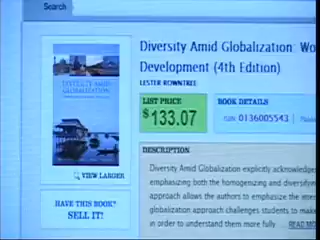 Search
Diversity Amid Globalization: Wo
Development (4th Edition)
LESTER ROWNTREE
DIVERSITY AMID
GLOBALIZATION
LIST PRICE
$133.07
BOOK DETAILS
ISBN: 0136005543
VIEW LARGER
DESCRIPTION
Diversity Amid Globalization explicitly acknowledge
emphasizing both the homogenizing and diversifyin
approach allows the authors to emphasize the inter
globalization approach challenges students to make
in order to understand them more fully ... READ MO
HAVE THIS BOOK?
SELL IT!